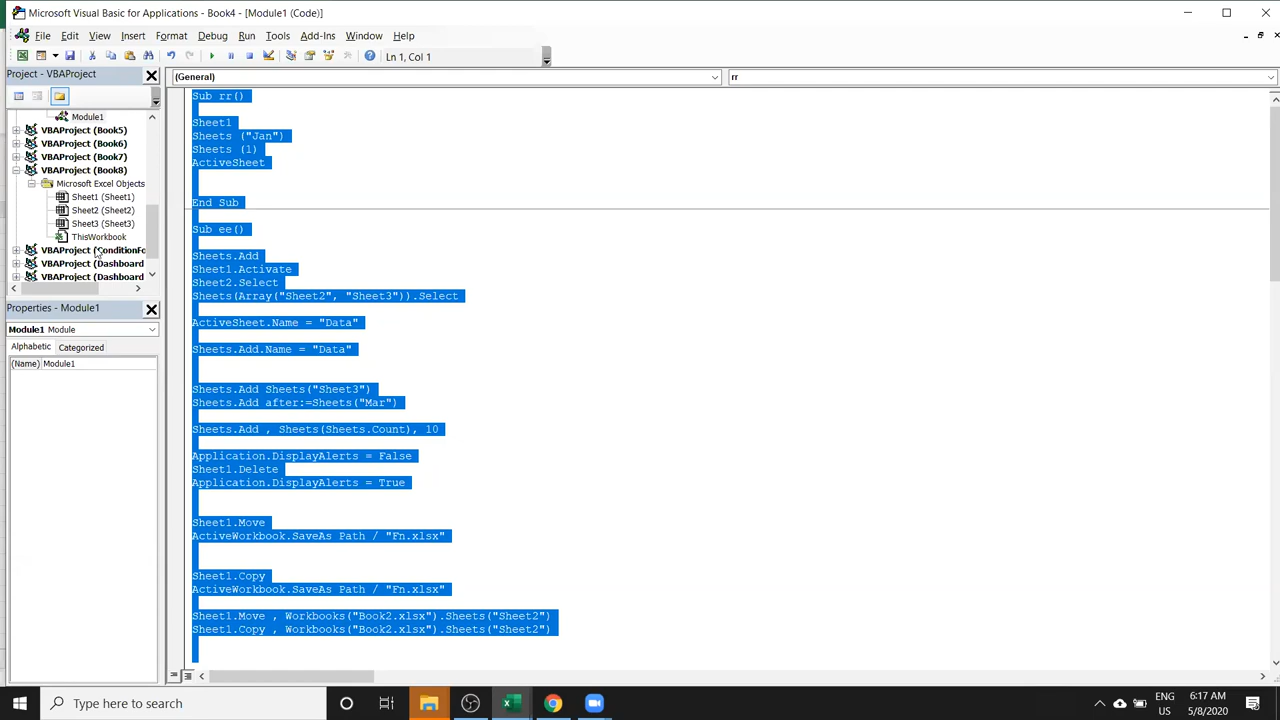 Microsoft Visual Basic for Applications - Book4 - [Module1 (Code)]
File Edit View Insert Format Debug Run Tools Add-Ins Window Help
Ln 1, Col 1
Project - VBAProject
(General)
rr
Module1
VBAProject (Book5)
VBAProject (Book6)
VBAProject (Book7)
VBAProject (Book8)
Microsoft Excel Objects
Sheet1 (Sheet1)
Sheet2 (Sheet2)
Sheet3 (Sheet3)
ThisWorkbook
VBAProject (ConditionFo
VBAProject (Dashboard
VBAProject (Dashboard
Properties - Module1
Module1 Module
Alphabetic Categorized
(Name) Module1
Sub rr()
Sheet1
Sheets ("Jan")
Sheets (1)
ActiveSheet
End Sub
Sub ee()
Sheets.Add
Sheet1.Activate
Sheet2.Select
Sheets(Array("Sheet2", "Sheet3")).Select
ActiveSheet.Name = "Data"
Sheets.Add.Name = "Data"
Sheets.Add Sheets("Sheet3")
Sheets.Add after:=Sheets("Mar")
Sheets.Add , Sheets(Sheets.Count), 10
Application.DisplayAlerts = False
Sheet1.Delete
Application.DisplayAlerts = True
Sheet1.Move
ActiveWorkbook.SaveAs Path / "Fn.xlsx"
Sheet1.Copy
ActiveWorkbook.SaveAs Path / "Fn.xlsx"
Sheet1.Move , Workbooks("Book2.xlsx").Sheets("Sheet2")
Sheet1.Copy , Workbooks("Book2.xlsx").Sheets("Sheet2")
Type here to search
ENG
US
6:17 AM
5/8/2020